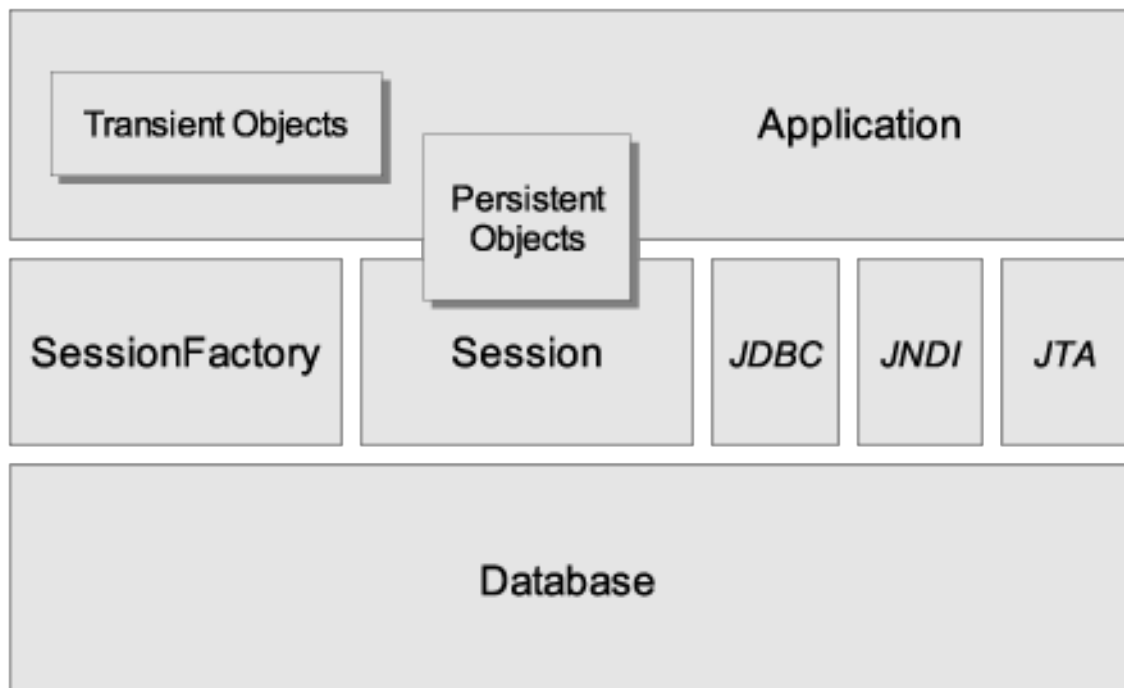 Transient Objects
Application
Persistent
Objects
SessionFactory
Session
JDBC
JNDI
JTA
Database